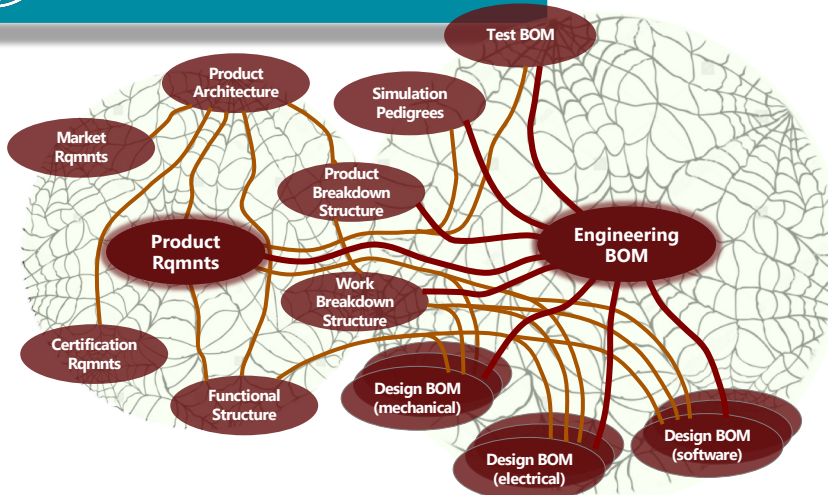 Test BOM
Product
Architecture
Simulation
Pedigrees
Market
Rqmnts
Product
Breakdown
Structure
Product
Rqmnts
Engineering
BOM
Work
Breakdown
Structure
Certification
Rqmnts
Functional
Structure
Design BOM
(mechanical)
Design BOM
(software)
Design BOM
(electrical)